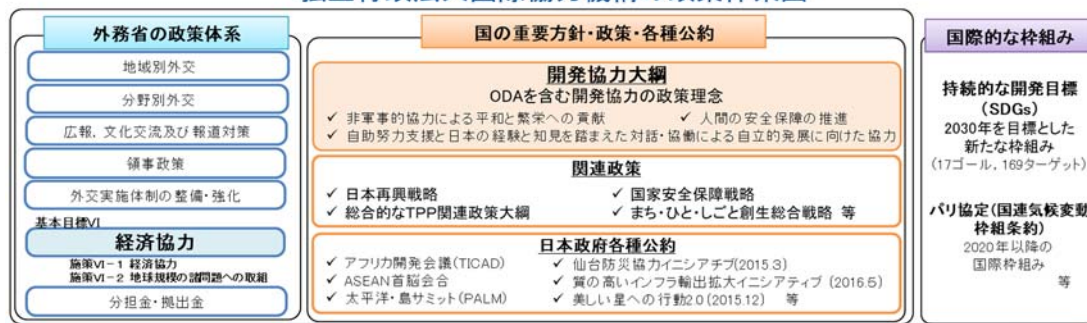 外務省の政策体系
地域別外交
分野別外交
広報,文化交流及び報道対策
領事政策
外交実施体制の整備・強化
基本目標Ⅵ
経済協力
施策Ⅵ-1 経済協力
施策Ⅵ-2 地球規模の諸問題への取組
分担金・拠出金
国の重要方針・政策・各種公約
開発協力大綱
ODAを含む開発協力の政策理念
✓ 非軍事的協力による平和と繁栄への貢献 ✓ 人間の安全保障の推進
✓ 自助努力支援と日本の経験と知見を踏まえた対話・協働による自立的発展に向けた協力
関連政策
✓ 日本再興戦略 ✓ 国家安全保障戦略
✓ 総合的なTPP関連政策大綱 ✓ まち・ひと・しごと創生総合戦略 等
日本政府各種公約
✓ アフリカ開発会議(TICAD) ✓ 仙台防災協力イニシアチブ(2015.3)
✓ ASEAN首脳会合 ✓ 質の高いインフラ輸出拡大イニシアティブ (2016.5)
✓ 太平洋・島サミット(PALM) ✓ 美しい星への行動2.0(2015.12) 等
国際的な枠組み
持続的な開発目標
(SDGs)
2030年を目標とした
新たな枠組み
(17ゴール,169ターゲット)
パリ協定(国連気候変動
枠組条約)
2020年以降の
国際枠組み
等